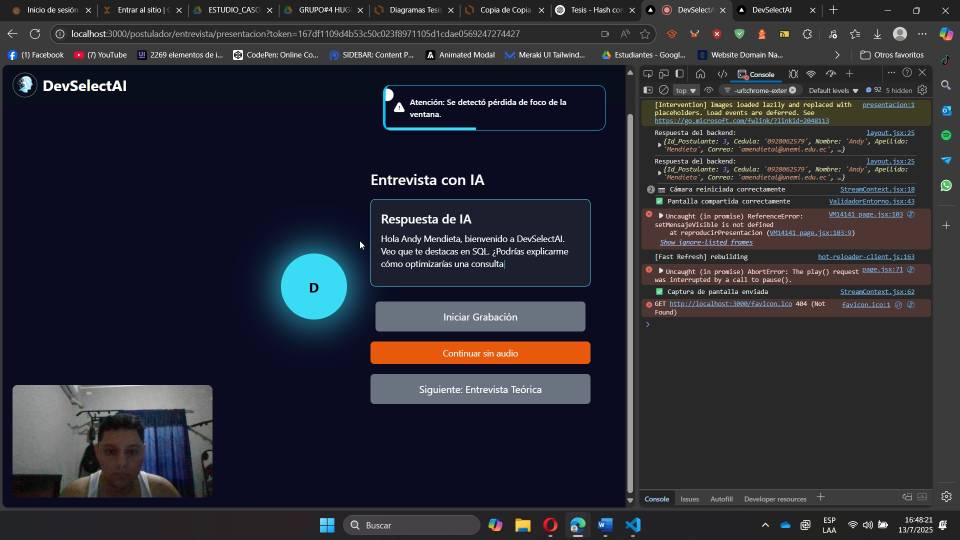 Inicio de sesión
Entrar al sitio | 
ESTUDIO_CASO
GRUPO#4 HUG
Diagramas Tesis
Copia de Copia
Tesis - Hash con
DevSelectAI
DevSelectAI
localhost:3000/postulador/entrevista/presentacion?token=167df1109d4b53c50c023f8971105d1cdae0569247274427
(1) Facebook
(7) YouTube
2269 elementos de i...
CodePen: Online Co...
SIDEBAR: Content P...
Animated Modal
Meraki UI Tailwind...
Estudiantes - Googl...
Website Domain Na...
Otros favoritos
DevSelectAI
Atención: Se detectó pérdida de foco de la
ventana.
Entrevista con IA
Respuesta de IA
Hola Andy Mendieta, bienvenido a DevSelectAI.
Veo que te destacas en SQL. ¿Podrías explicarme
cómo optimizarías una consulta
D
Iniciar Grabación
Continuar sin audio
Siguiente: Entrevista Teórica
Console
top
-url:chrome-exter
Default levels
92
5 hidden
[Intervention] Images loaded lazily and replaced with presentacion:1
placeholders. Load events are deferred. See
https://go.microsoft.com/fwlink/?linkid=2048113
Respuesta del backend: layout.jsx:25
{Id_Postulante: 3, Cedula: '0928062579', Nombre: 'Andy', Apellido:
'Mendieta', Correo: 'amendietal@unemi.edu.ec', …}
Respuesta del backend: layout.jsx:25
{Id_Postulante: 3, Cedula: '0928062579', Nombre: 'Andy', Apellido:
'Mendieta', Correo: 'amendietal@unemi.edu.ec', …}
2 Cámara reiniciada correctamente StreamContext.jsx:18
Pantalla compartida correctamente ValidadorEntorno.jsx:43
Uncaught (in promise) ReferenceError: VM14141 page.jsx:103
setMensajeVisible is not defined
at reproducirPresentacion (VM14141 page.jsx:103:9)
Show ignore-listed frames
[Fast Refresh] rebuilding hot-reloader-client.js:163
Uncaught (in promise) AbortError: The play() request page.jsx:71
was interrupted by a call to pause().
Captura de pantalla enviada StreamContext.jsx:62
GET http://localhost:3000/favicon.ico 404 (Not favicon.ico:1
Found)
Console
Issues
Autofill
Developer resources
Buscar
ESP
LAA
16:48:21
13/7/2025